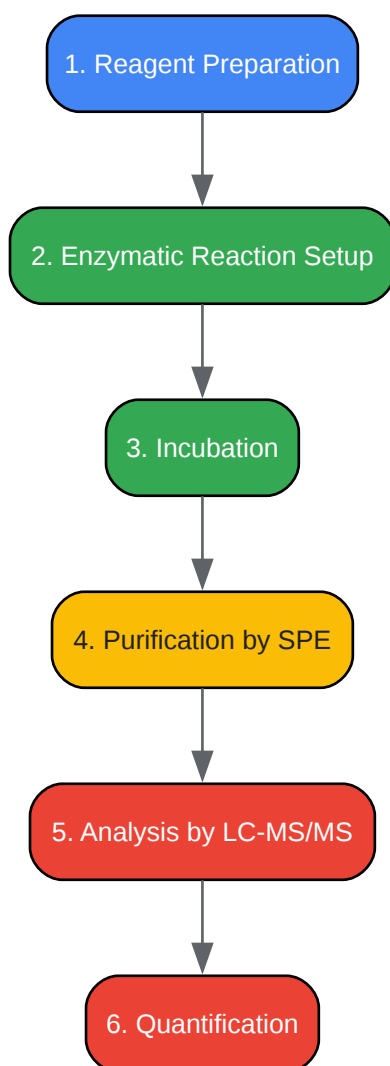 1. Reagent Preparation
2. Enzymatic Reaction Setup
3. Incubation
4. Purification by SPE
5. Analysis by LC-MS/MS
6. Quantification